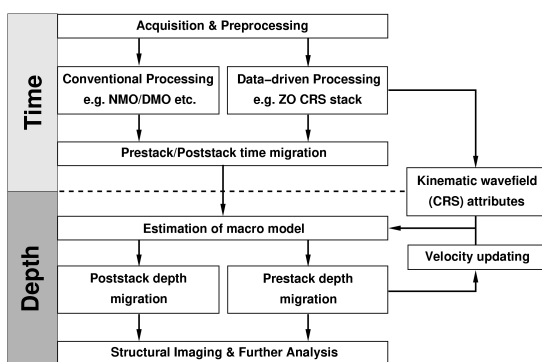 Time
Depth
Acquisition & Preprocessing
Conventional Processing
e.g. NMO/DMO etc.
Data-driven Processing
e.g. ZO CRS stack
Prestack/Poststack time migration
Kinematic wavefield
(CRS) attributes
Estimation of macro model
Velocity updating
Poststack depth
migration
Prestack depth
migration
Structural Imaging & Further Analysis